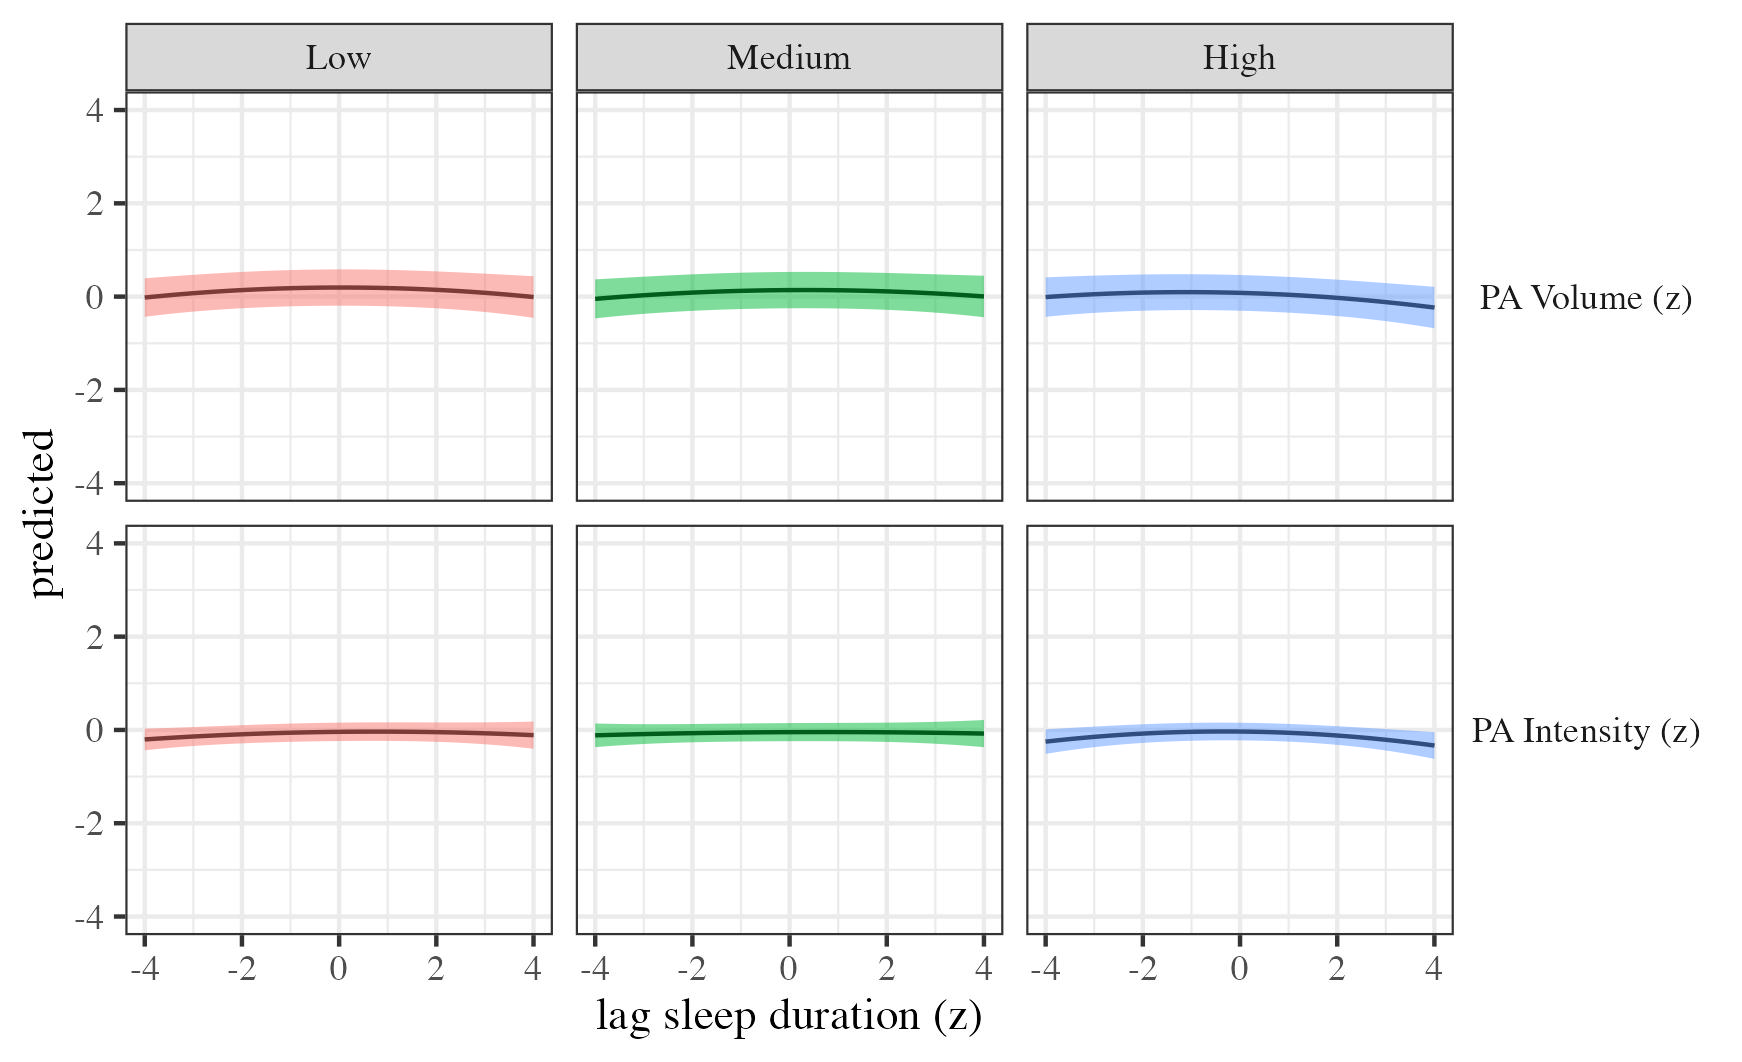 Low Medium High
4
2
0
-2
-4
PA Volume (z)
predicted
4
2
0
-2
-4
PA Intensity (z)
-4 -2 0 2 4 -4 -2 0 2 4 -4 -2 0 2 4
lag sleep duration (z)